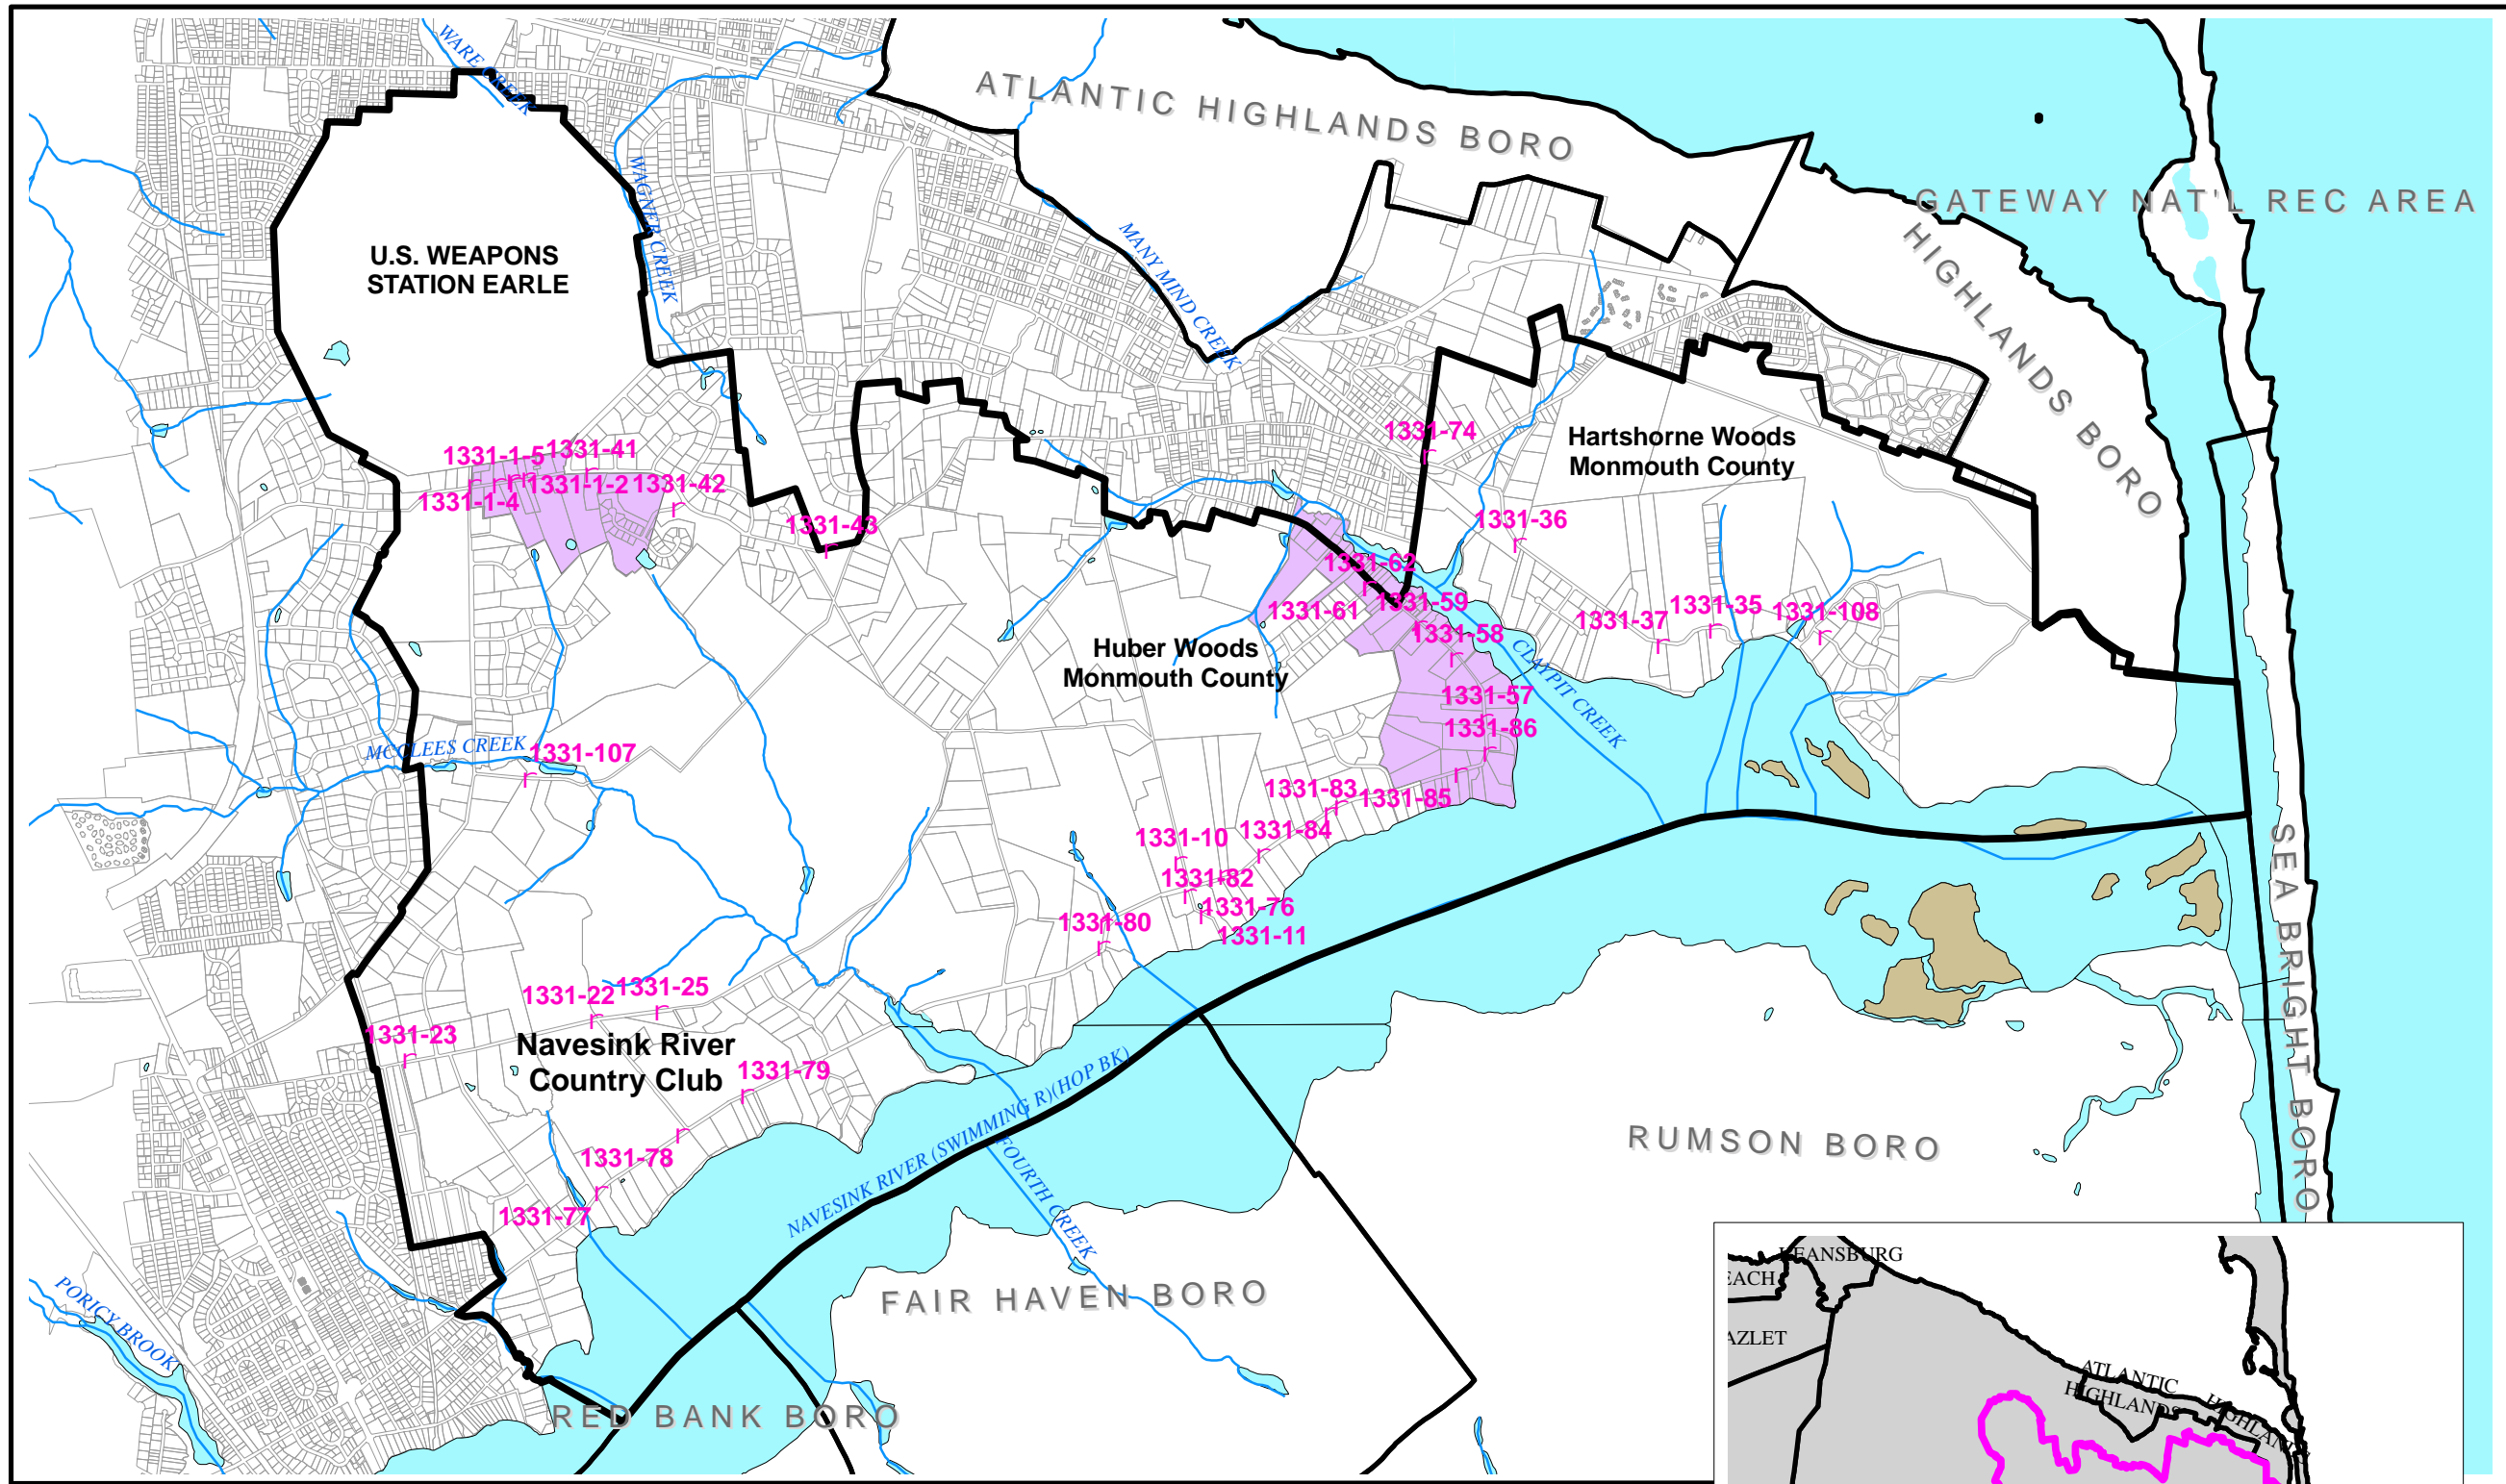 WARE CREEK
ATLANTIC HIGHLANDS BORO
WAGNER CREEK
GATEWAY NAT'L REC AREA
HIGHLANDS BORO
U.S. WEAPONS
STATION EARLE
MANY MIND CREEK
1331-74
Hartshorne Woods
Monmouth County
1331-1-5
1331-41
1331-1-2
1331-42
1331-1-4
1331-43
1331-36
1331-62
1331-61
1331-59
1331-37
1331-35
1331-108
1331-58
Huber Woods
Monmouth County
CLAYPIT CREEK
1331-57
1331-86
MCCLEES CREEK
1331-107
1331-83
1331-85
1331-10
1331-84
1331-82
1331-76
1331-80
1331-11
SEA BRIGHT BORO
1331-22
1331-25
1331-23
Navesink River
Country Club
1331-79
NAVESINK RIVER (SWIMMING R)(HOP BK)
FOURTH CREEK
RUMSON BORO
1331-78
1331-77
PORICY BROOK
FAIR HAVEN BORO
RED BANK BORO
KEANSBURG
EACH
AZLET
ATLANTIC
HIGHLANDS
HIGHLANDS